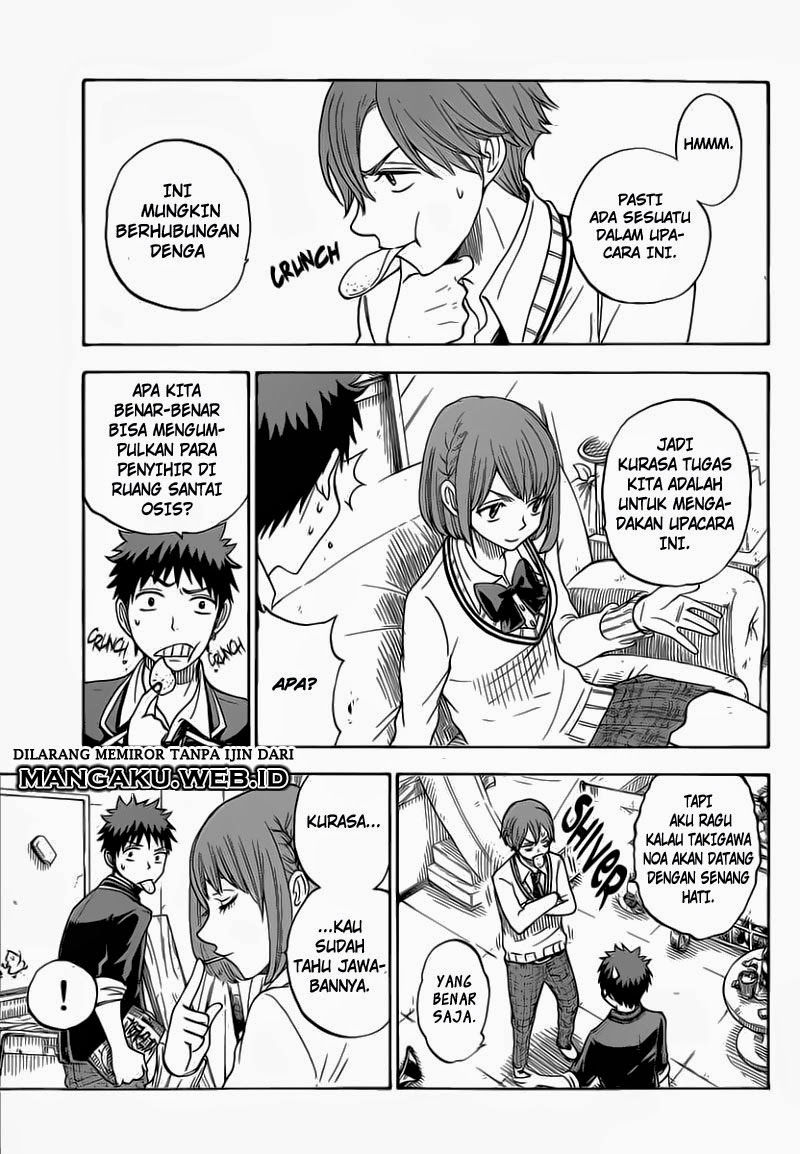 HMMM.
PASTI
ADA SESUATU
DALAM UPA-
CARA INI.
INI
MUNGKIN
BERHUBUNGAN
DENGA
CRUNCH
JADI
KURASA TUGAS
KITA ADALAH
UNTUK MENGA-
DAKAN UPACARA
INI.
APA?
APA KITA
BENAR-BENAR
BISA MENGUM-
PULKAN PARA
PENYIHIR DI
RUANG SANTAI
OSIS?
CRUNCH
CRUNCH
DILARANG MEMIROR TANPA IJIN DARI
MANGAKU.WEB.ID
TAPI
AKU RAGU
KALAU TAKIGAWA
NOA AKAN DATANG
DENGAN SENANG
HATI.
SHIVER
YANG
BENAR
SAJA.
KURASA...
...KAU
SUDAH
TAHU JAWA-
BANNYA.
!